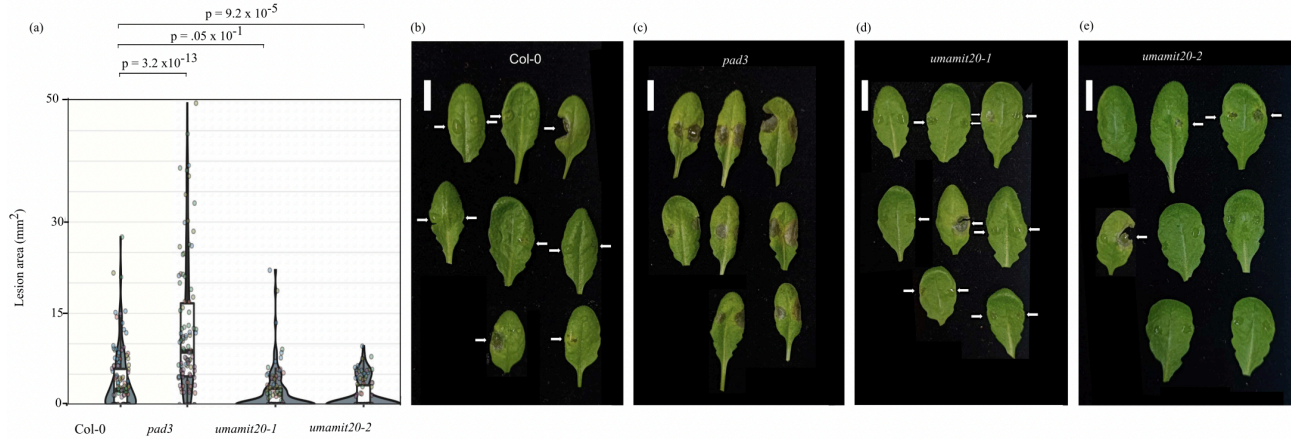 (a)
p = 9.2 x 10-5
p = .05 x 10-1
p = 3.2 x10-13
Lesion area (mm2)
50
30
15
0
Col-0 pad3 umamit20-1 umamit20-2
(b)
Col-0
(c)
pad3
(d)
umamit20-1
(e)
umamit20-2